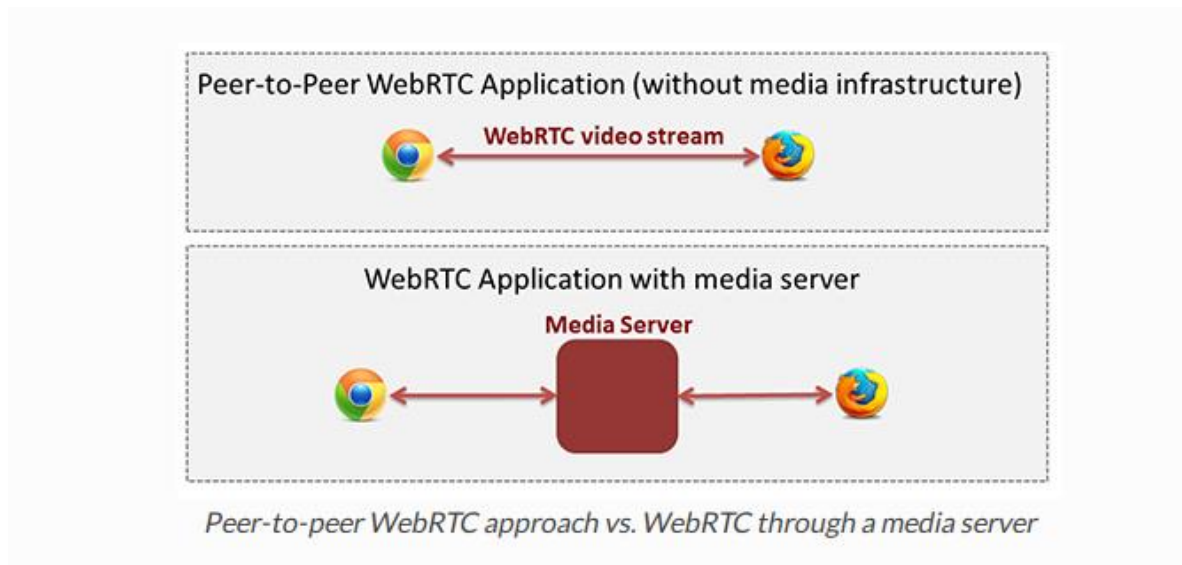 Peer-to-Peer WebRTC Application (without media infrastructure)
WebRTC video stream
WebRTC Application with media server
Media Server
Peer-to-peer WebRTC approach vs. WebRTC through a media server